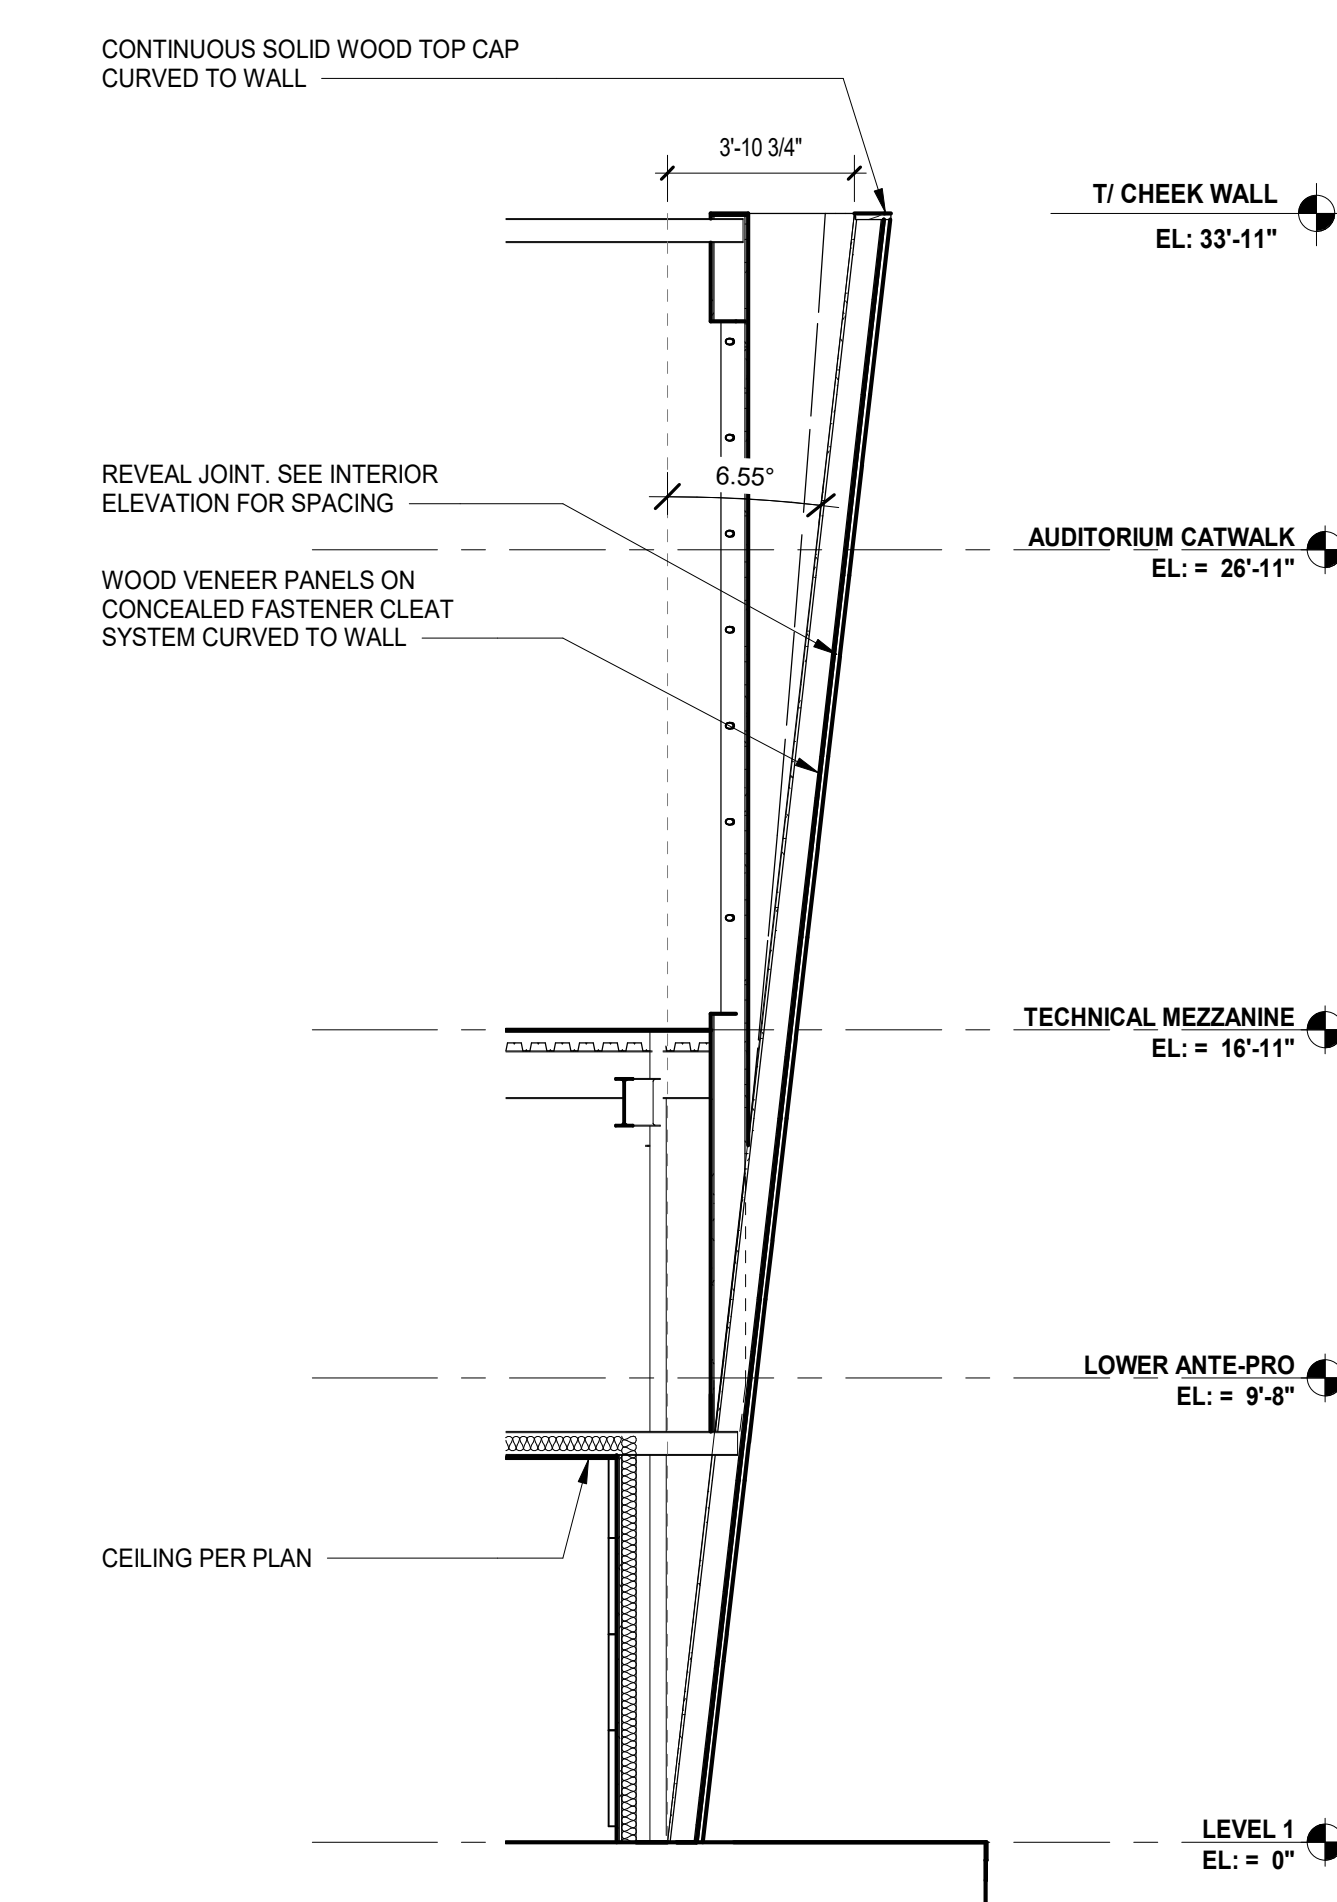 CONTINUOUS SOLID WOOD TOP CAP
CURVED TO WALL
3'-10 3/4"
T/ CHEEK WALL
EL: 33'-11"
REVEAL JOINT. SEE INTERIOR
ELEVATION FOR SPACING
6.55°
AUDITORIUM CATWALK
EL: = 26'-11"
WOOD VENEER PANELS ON
CONCEALED FASTENER CLEAT
SYSTEM CURVED TO WALL
TECHNICAL MEZZANINE
EL: = 16'-11"
LOWER ANTE-PRO
EL: = 9'-8"
CEILING PER PLAN
LEVEL 1
EL: = 0"